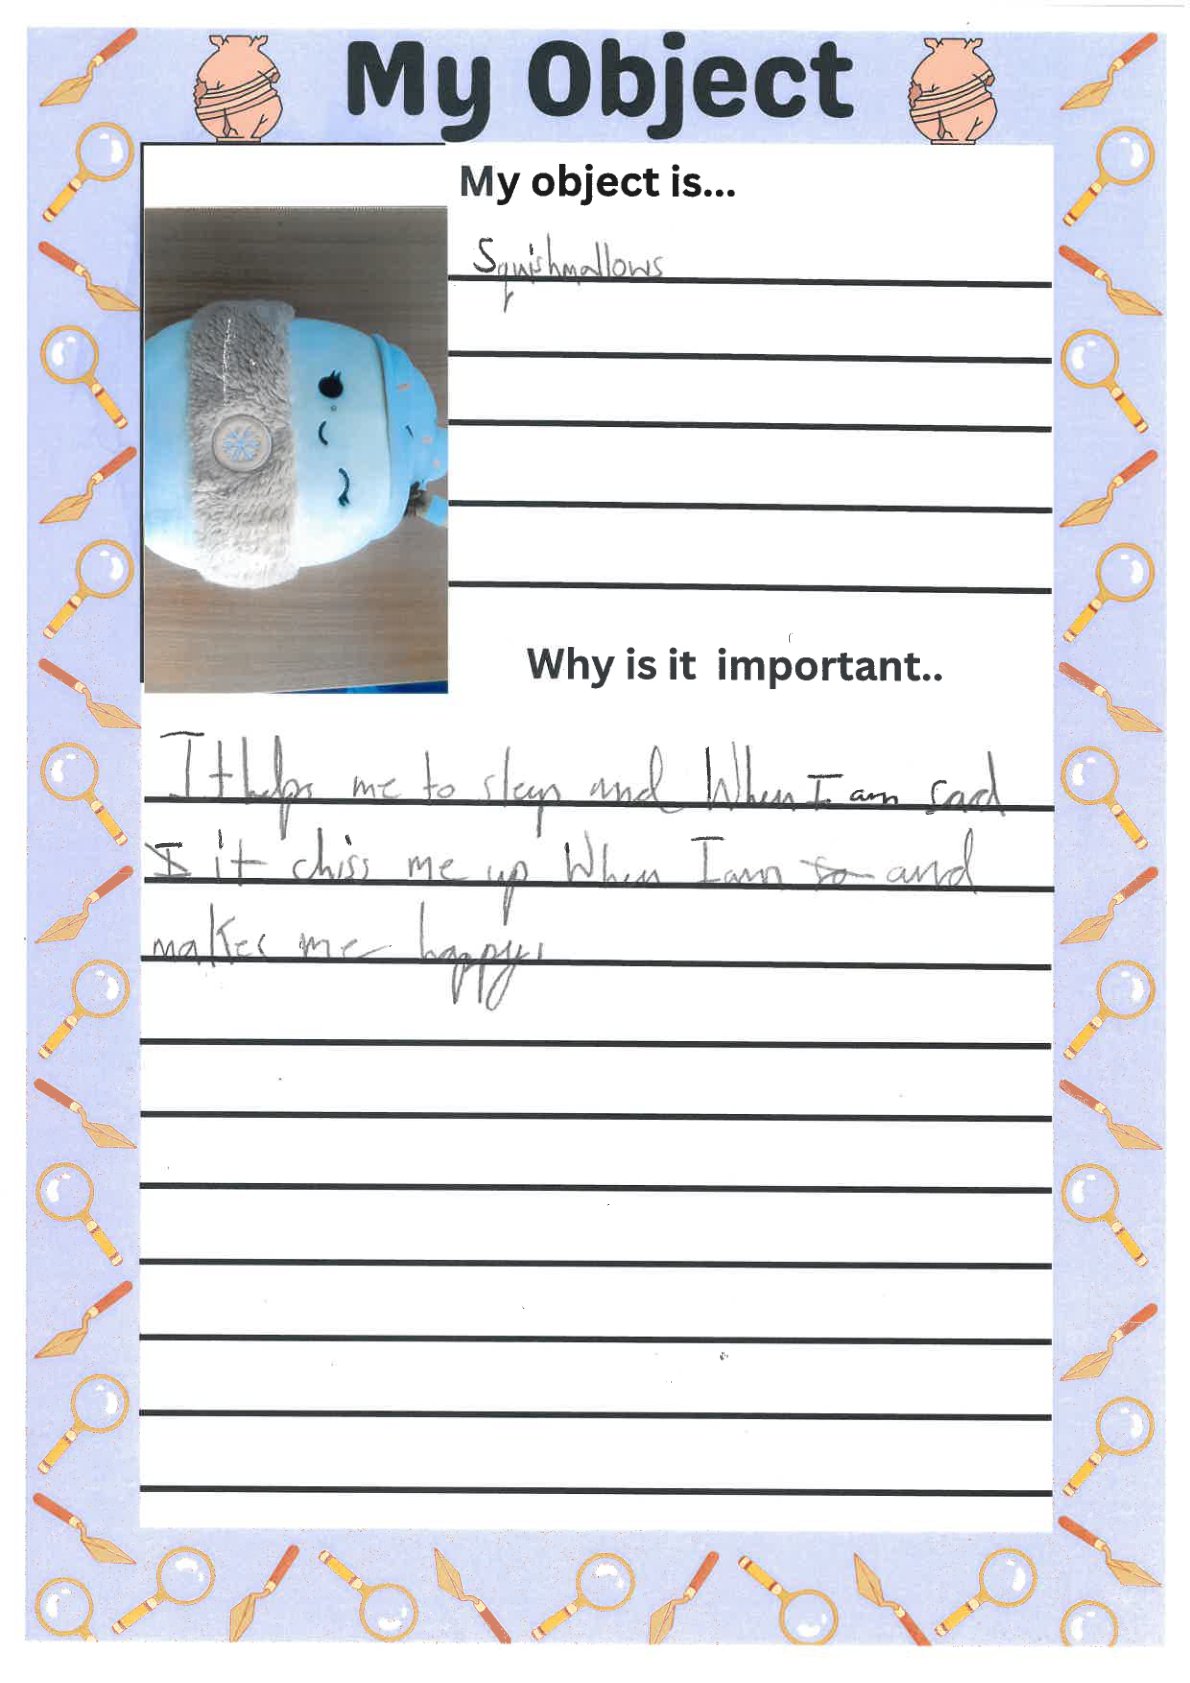 My Object
My object is...
Squishmallows
Why is it important..
It helps me to sleep and When I am sad
I it chiss me up When I am so and
makes me happy.